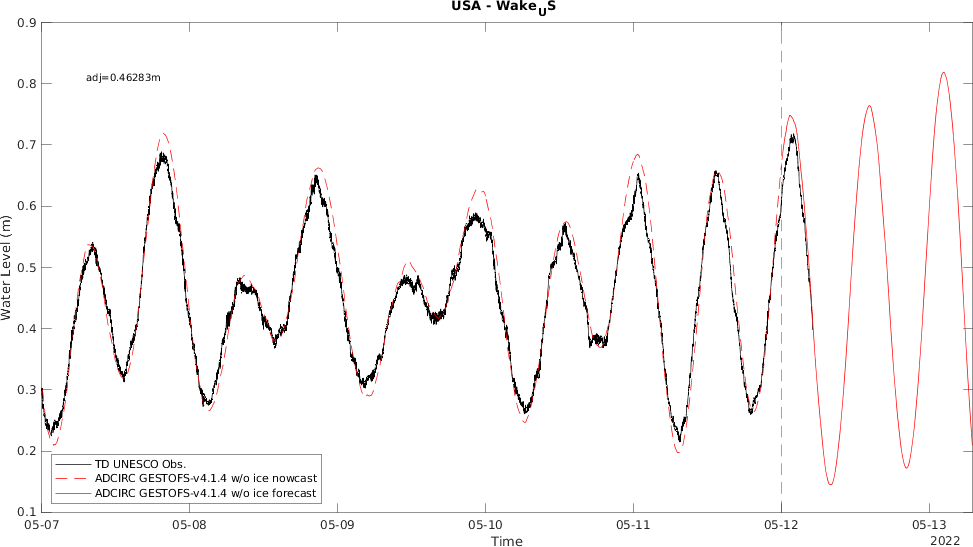 USA - Wake_US
0.9
0.8
adj=0.46283m
0.7
0.6
0.5
Water Level (m)
0.4
0.3
0.2
TD UNESCO Obs.
ADCIRC GESTOFS-v4.1.4 w/o ice nowcast
ADCIRC GESTOFS-v4.1.4 w/o ice forecast
0.1
05-07 05-08 05-09 05-10 05-11 05-12 05-13
Time 2022